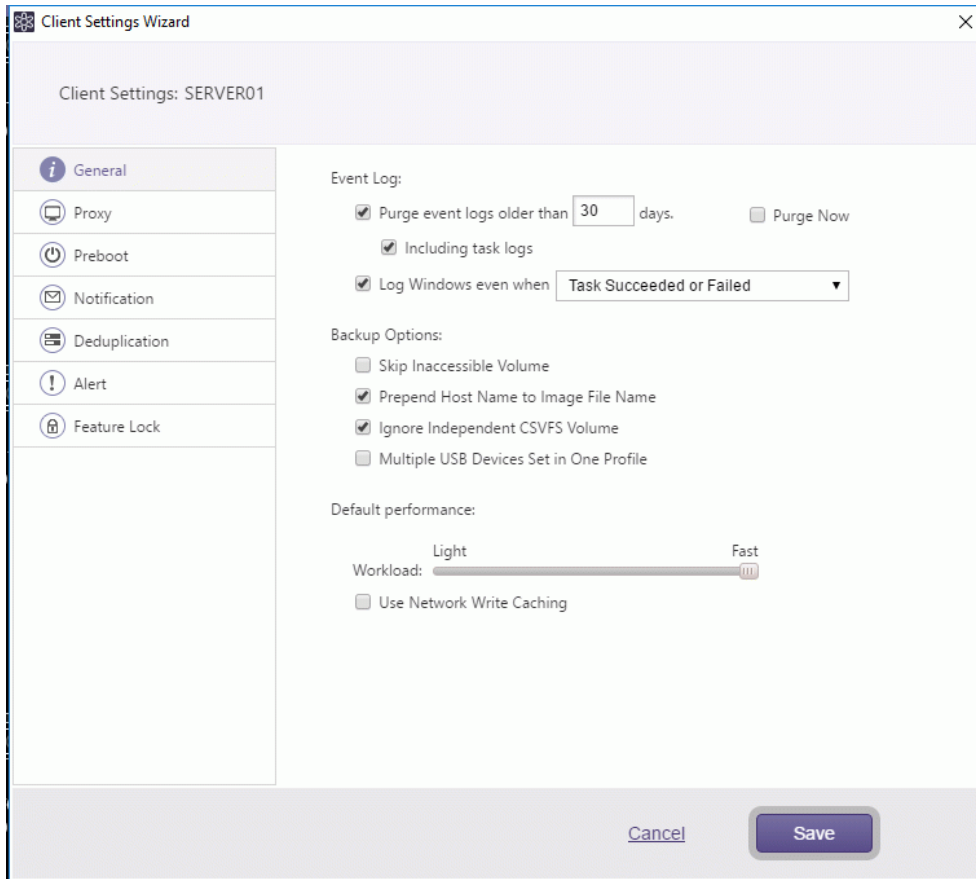 Client Settings Wizard
Client Settings: SERVER01
General
Proxy
Preboot
Notification
Deduplication
Alert
Feature Lock
Event Log:
Purge event logs older than 30 days. Purge Now
Including task logs
Log Windows even when Task Succeeded or Failed
Backup Options:
Skip Inaccessible Volume
Prepend Host Name to Image File Name
Ignore Independent CSVFS Volume
Multiple USB Devices Set in One Profile
Default performance:
Light Fast
Workload:
Use Network Write Caching
Cancel Save